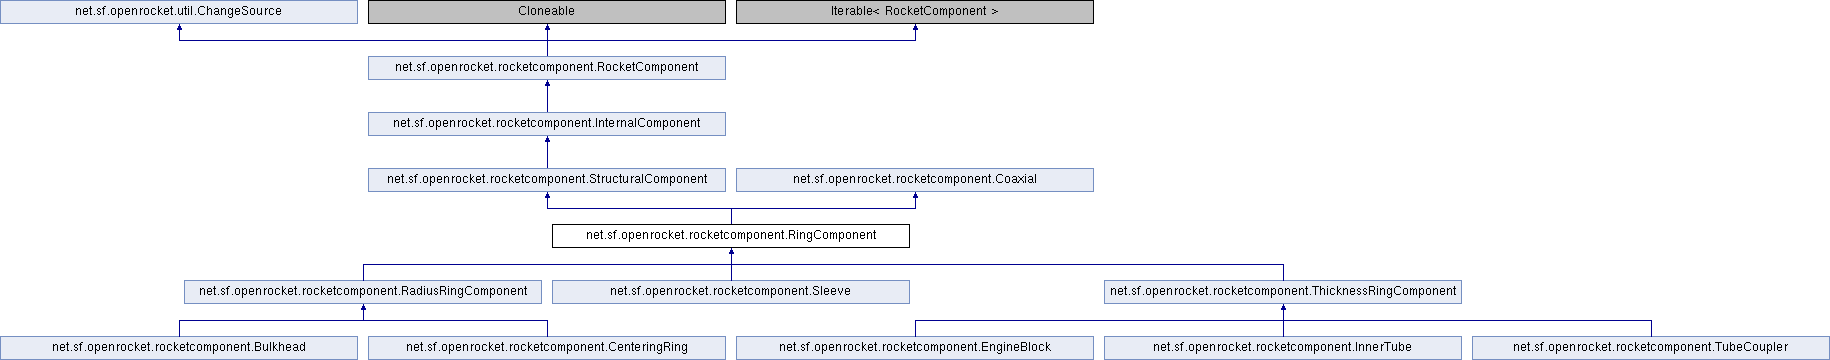 net.sf.openrocket.util.ChangeSource
Cloneable
Iterable< RocketComponent >
net.sf.openrocket.rocketcomponent.RocketComponent
net.sf.openrocket.rocketcomponent.InternalComponent
net.sf.openrocket.rocketcomponent.StructuralComponent
net.sf.openrocket.rocketcomponent.Coaxial
net.sf.openrocket.rocketcomponent.RingComponent
net.sf.openrocket.rocketcomponent.RadiusRingComponent
net.sf.openrocket.rocketcomponent.Sleeve
net.sf.openrocket.rocketcomponent.ThicknessRingComponent
net.sf.openrocket.rocketcomponent.Bulkhead
net.sf.openrocket.rocketcomponent.CenteringRing
net.sf.openrocket.rocketcomponent.EngineBlock
net.sf.openrocket.rocketcomponent.InnerTube
net.sf.openrocket.rocketcomponent.TubeCoupler